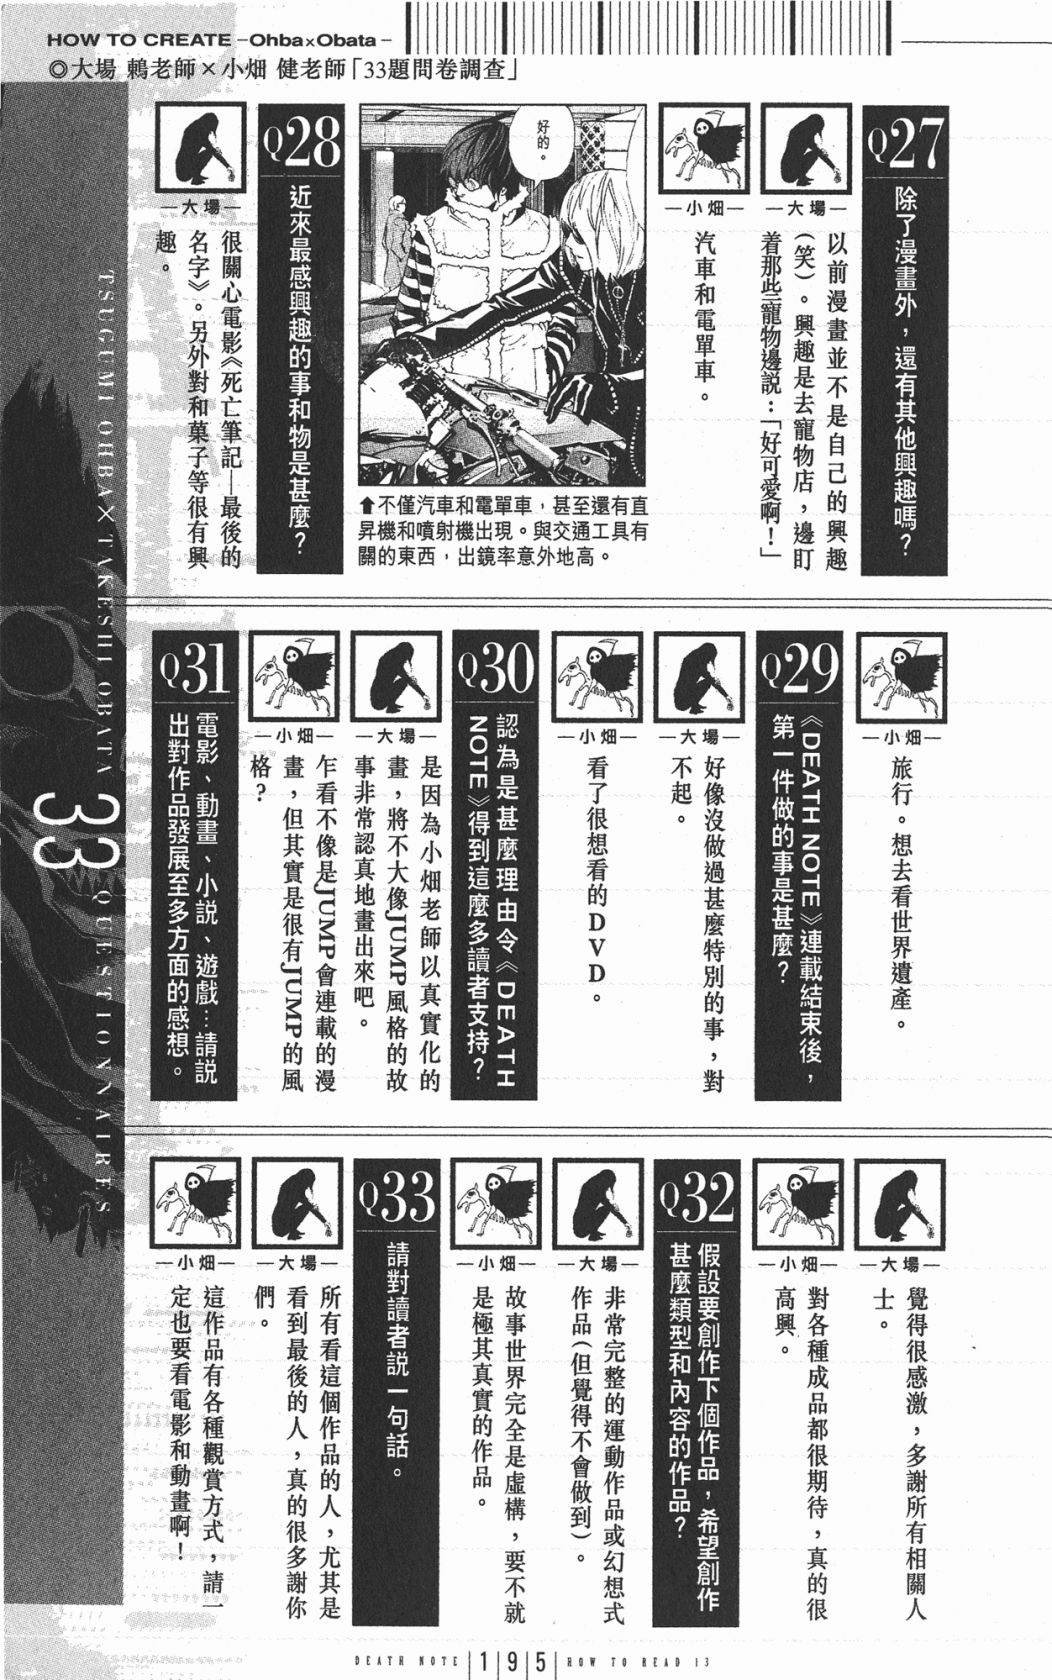 HOW TO CREATE –Ohba×Obata–
◎大場 鶇老師×小畑 健老師「33題問卷調查」
Q27
除了漫畫外，還有其他興趣嗎？
—大場—
以前漫畫並不是自己的興趣
（笑）。興趣是去寵物店，邊盯
着那些寵物邊說：「好可愛啊！」
—小畑—
汽車和電單車。
好的。
⬆不僅汽車和電單車，甚至還有直
昇機和噴射機出現。與交通工具有
關的東西，出鏡率意外地高。
Q28
近來最感興趣的事和物是甚麼？
—大場—
很關心電影《死亡筆記—最後的
名字》。另外對和菓子等很有興
趣。
—小畑—
旅行。想去看世界遺產。
Q29
《DEATH NOTE》連載結束後，
第一件做的事是甚麼？
—大場—
好像沒做過甚麼特別的事，對
不起。
—小畑—
看了很想看的DVD。
Q30
認為是甚麼理由令《DEATH
NOTE》得到這麼多讀者支持？
—大場—
是因為小畑老師以真實化的
畫，將不大像JUMP風格的故
事非常認真地畫出來吧。
—小畑—
乍看不像是JUMP會連載的漫
畫，但其實是很有JUMP的風
格？
Q31
電影、動畫、小說、遊戲…請說
出對作品發展至多方面的感想。
—大場—
覺得很感激，多謝所有相關人
士。
—小畑—
對各種成品都很期待，真的很
高興。
Q32
假設要創作下個作品，希望創作
甚麼類型和內容的作品？
—大場—
非常完整的運動作品或幻想式
作品（但覺得不會做到）。
—小畑—
故事世界完全是虛構，要不就
是極其真實的作品。
Q33
請對讀者說一句話。
—大場—
所有看這個作品的人，尤其是
看到最後的人，真的很多謝你
們。
—小畑—
這作品有各種觀賞方式，請一
定也要看電影和動畫啊！
TSUGUMI OHBA×TAKESHI OBATA 33 QUESTIONNAIRES
DEATH NOTE 195 HOW TO READ 13